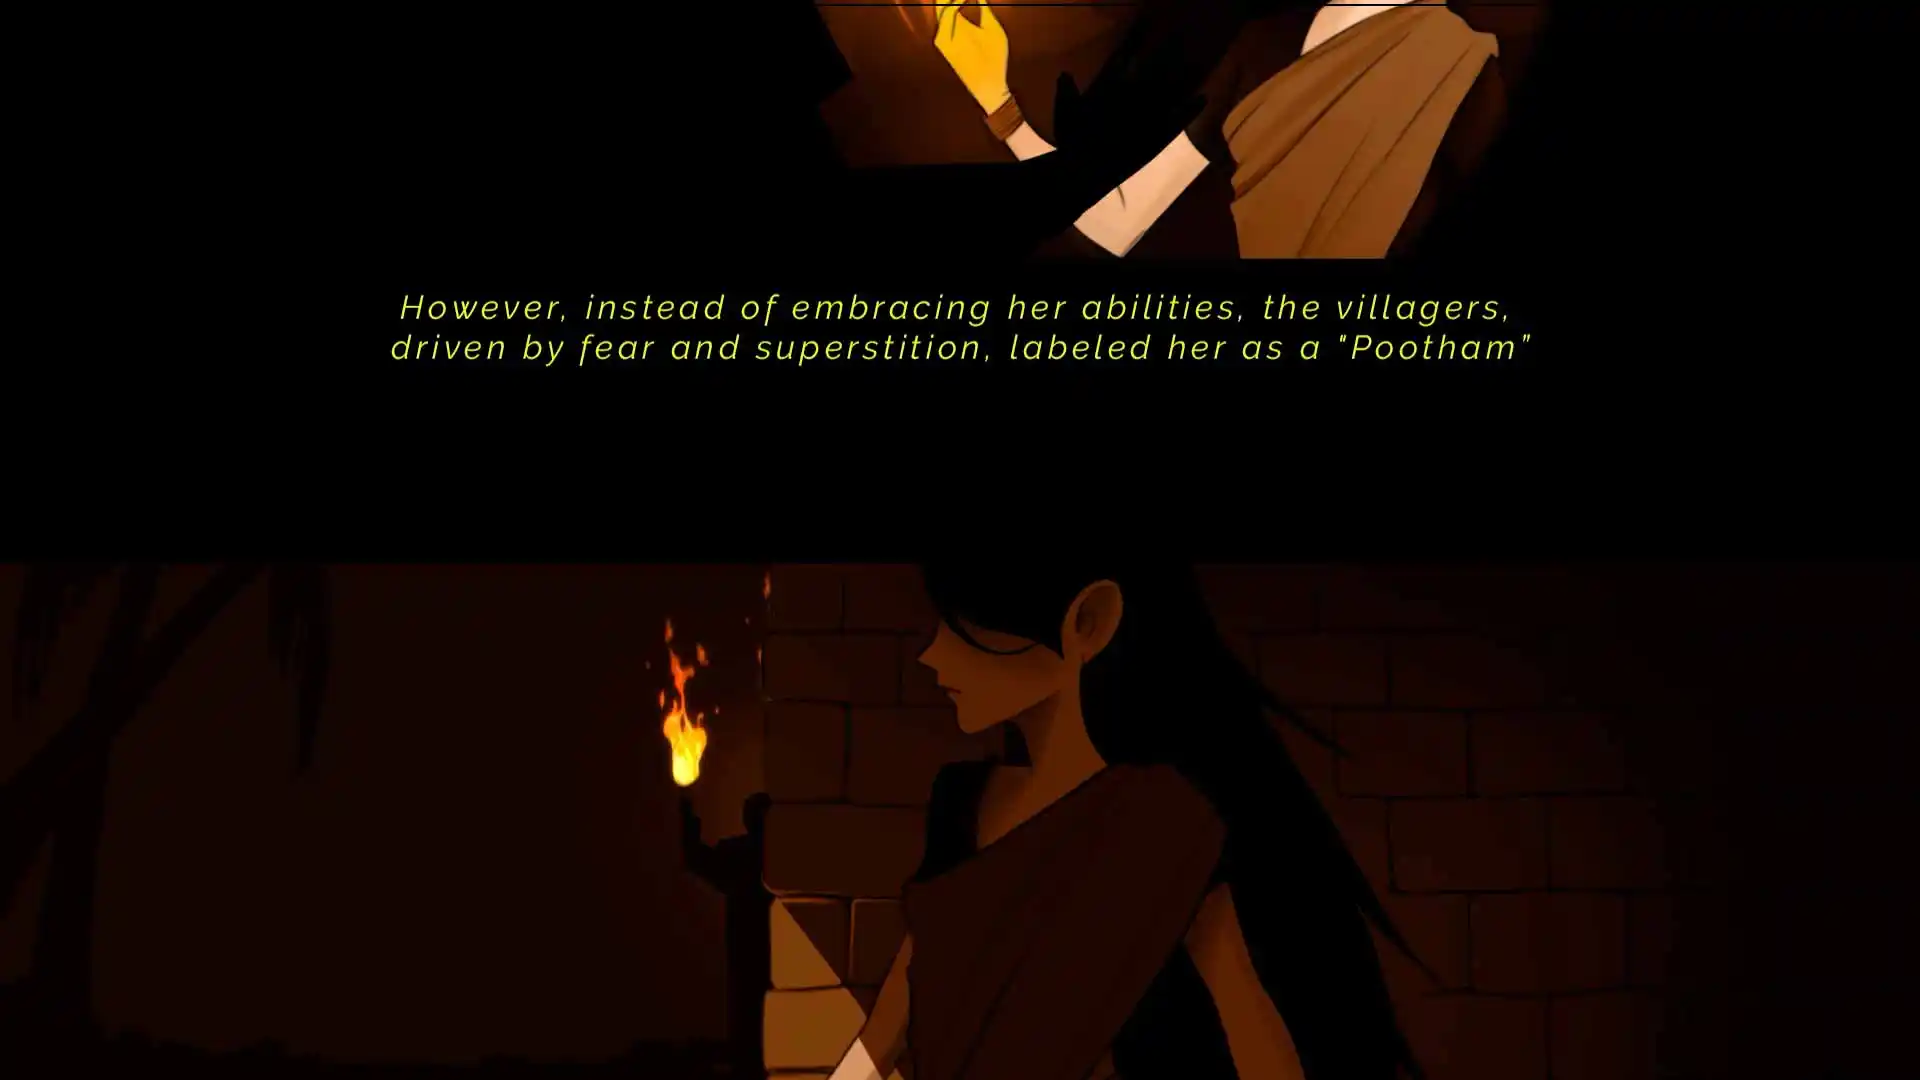 However, instead of embracing her abilities, the villagers,
driven by fear and superstition, labeled her as a "Pootham”